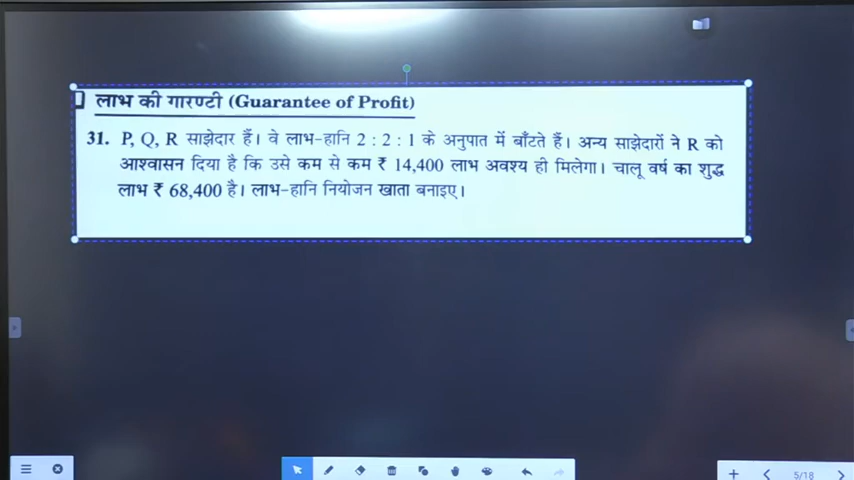 लाभ की गारण्टी (Guarantee of Profit)
31. P, Q, R साझेदार हैं। वे लाभ-हानि 2 : 2 : 1 के अनुपात में बाँटते हैं। अन्य साझेदारों ने R को
आश्वासन दिया है कि उसे कम से कम ₹ 14,400 लाभ अवश्य ही मिलेगा। चालू वर्ष का शुद्ध
लाभ ₹ 68,400 है। लाभ-हानि नियोजन खाता बनाइए।
5/18